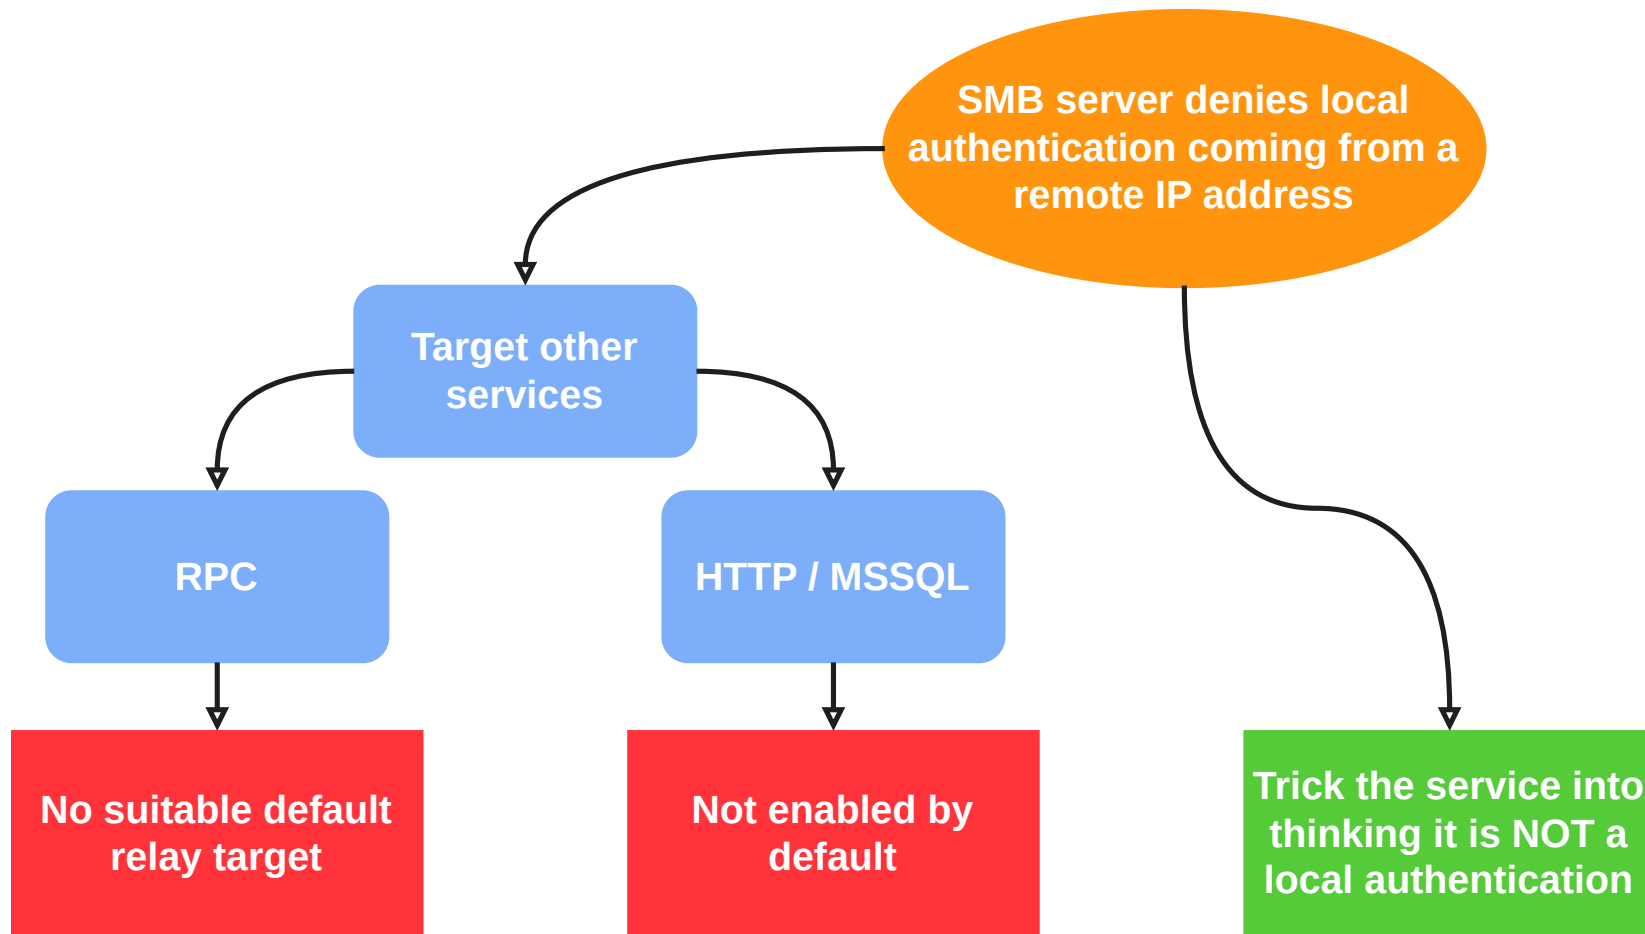 SMB server denies local
authentication coming from a
remote IP address
Target other
services
RPC
HTTP / MSSQL
No suitable default
relay target
Not enabled by
default
Trick the service into
thinking it is NOT a
local authentication